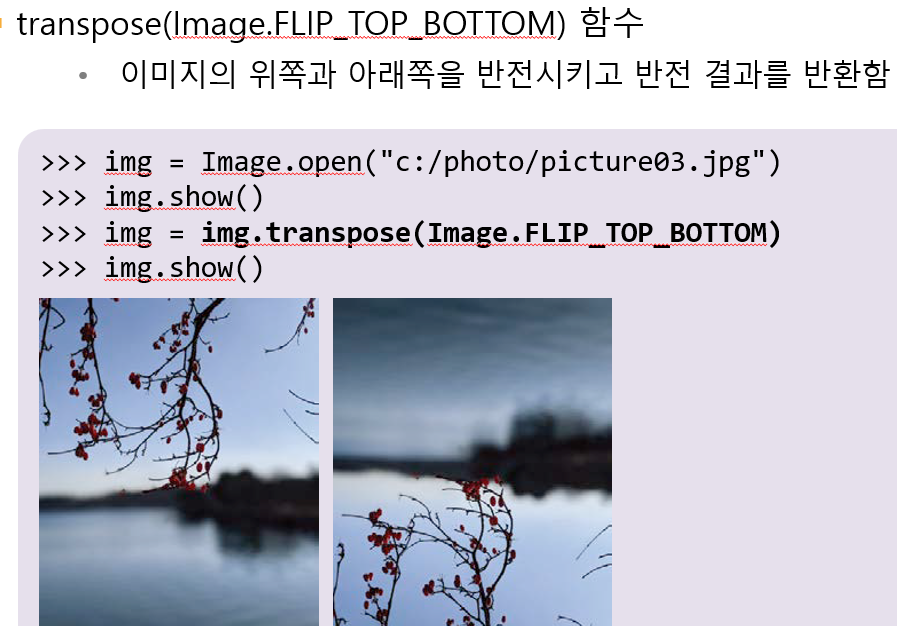 transpose(Image.FLIP_TOP_BOTTOM) 함수
• 이미지의 위쪽과 아래쪽을 반전시키고 반전 결과를 반환함
>>> img = Image.open("c:/photo/picture03.jpg")
>>> img.show()
>>> img = img.transpose(Image.FLIP_TOP_BOTTOM)
>>> img.show()